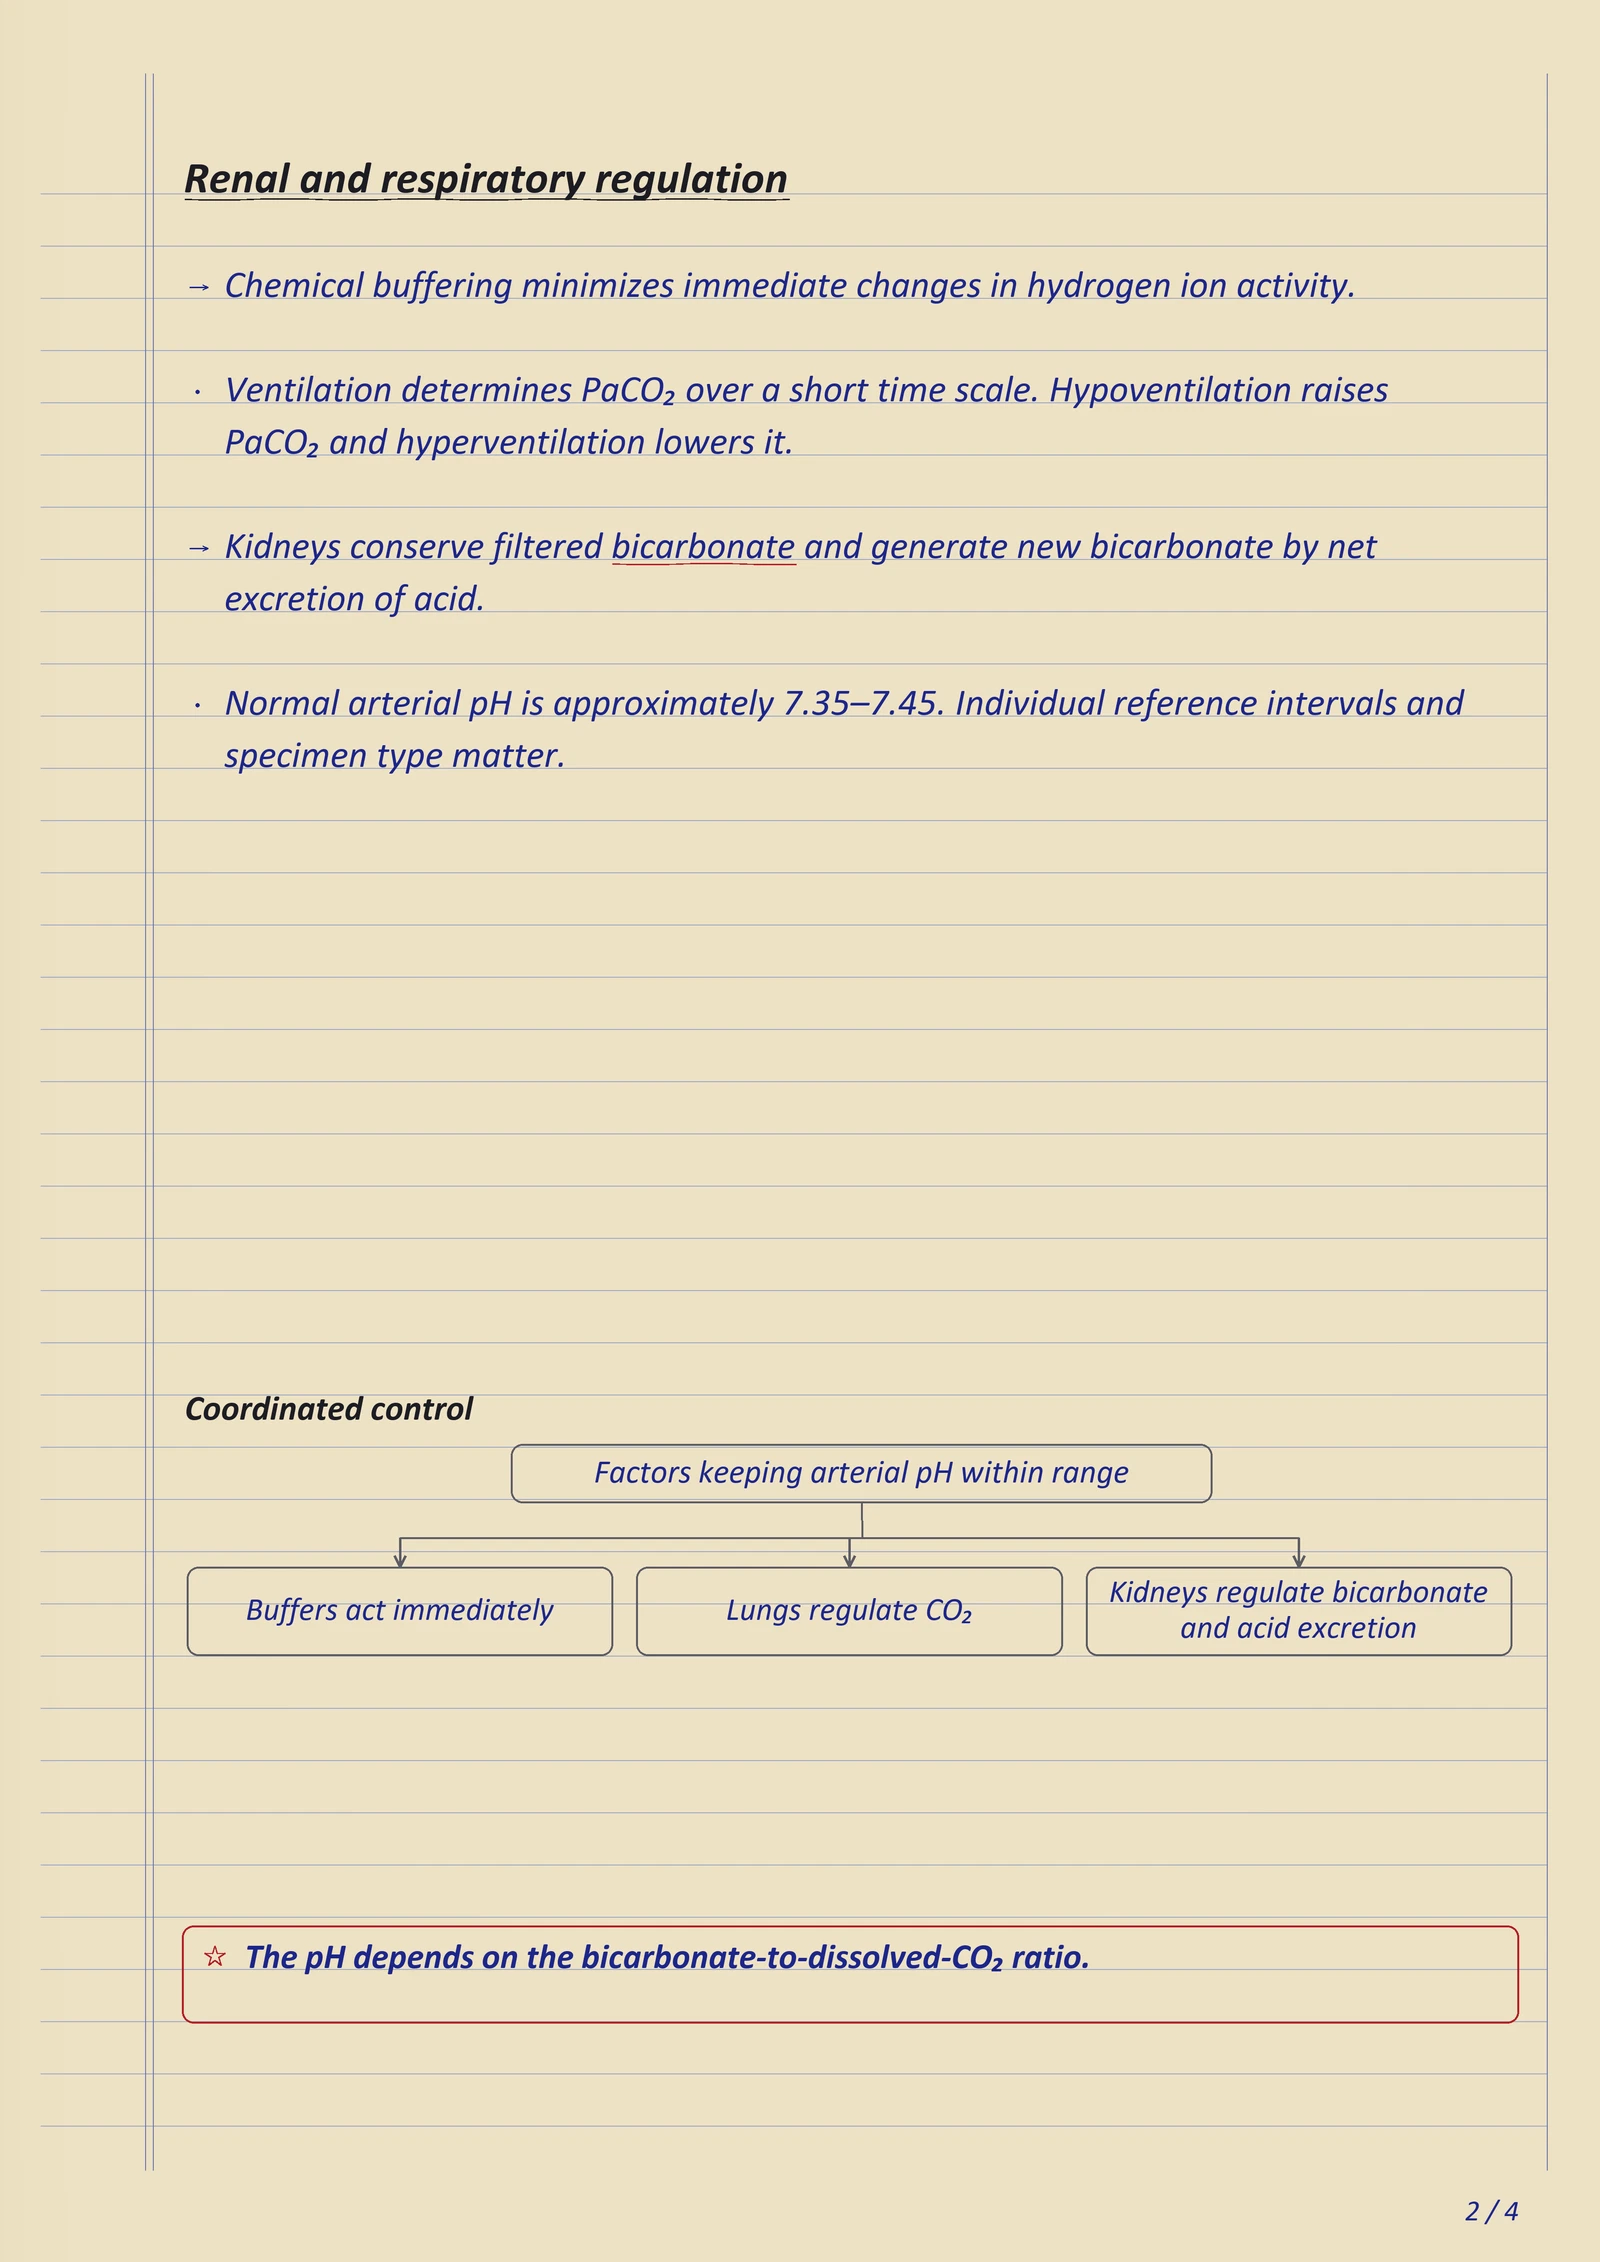 Renal and respiratory regulation
→ Chemical buffering minimizes immediate changes in hydrogen ion activity.
· Ventilation determines PaCO₂ over a short time scale. Hypoventilation raises
PaCO₂ and hyperventilation lowers it.
→ Kidneys conserve filtered bicarbonate and generate new bicarbonate by net
excretion of acid.
· Normal arterial pH is approximately 7.35–7.45. Individual reference intervals and
specimen type matter.
Coordinated control
Factors keeping arterial pH within range
Buffers act immediately
Lungs regulate CO₂
Kidneys regulate bicarbonate
and acid excretion
☆ The pH depends on the bicarbonate-to-dissolved-CO₂ ratio.
2 / 4